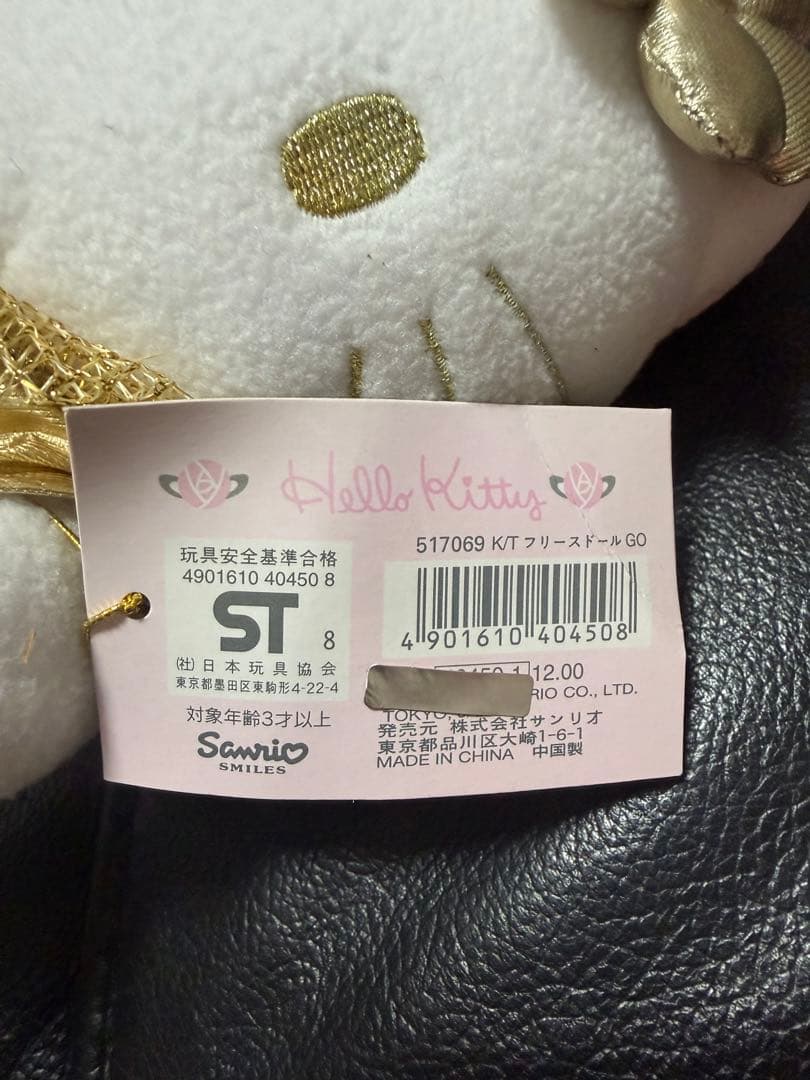 Hello Kitty
玩具安全基準合格
4901610 40450 8
ST 8
(社)日本玩具協会
東京都墨田区東駒形4-22-4
対象年齢3才以上
Sanrio
SMILES
517069 K/T フリースドールGO
4 901610 404508
12.00
CO., LTD.
発売元 株式会社サンリオ
東京都品川区大崎1-6-1
MADE IN CHINA 中国製